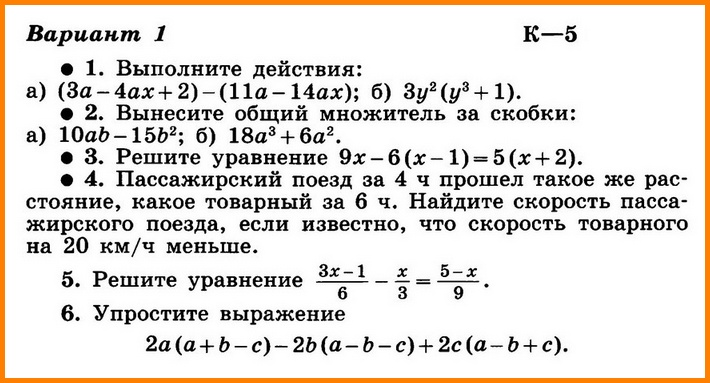 Вариант 1 К—5
• 1. Выполните действия:
а) (3a − 4ax + 2) − (11a − 14ax); б) 3y²(y³ + 1).
• 2. Вынесите общий множитель за скобки:
а) 10ab − 15b²; б) 18a³ + 6a².
• 3. Решите уравнение 9x − 6(x − 1) = 5(x + 2).
• 4. Пассажирский поезд за 4 ч прошел такое же рас-
стояние, какое товарный за 6 ч. Найдите скорость пасса-
жирского поезда, если известно, что скорость товарного
на 20 км/ч меньше.
5. Решите уравнение (3x−1)/6 − x/3 = (5−x)/9.
6. Упростите выражение
2a(a + b − c) − 2b(a − b − c) + 2c(a − b + c).